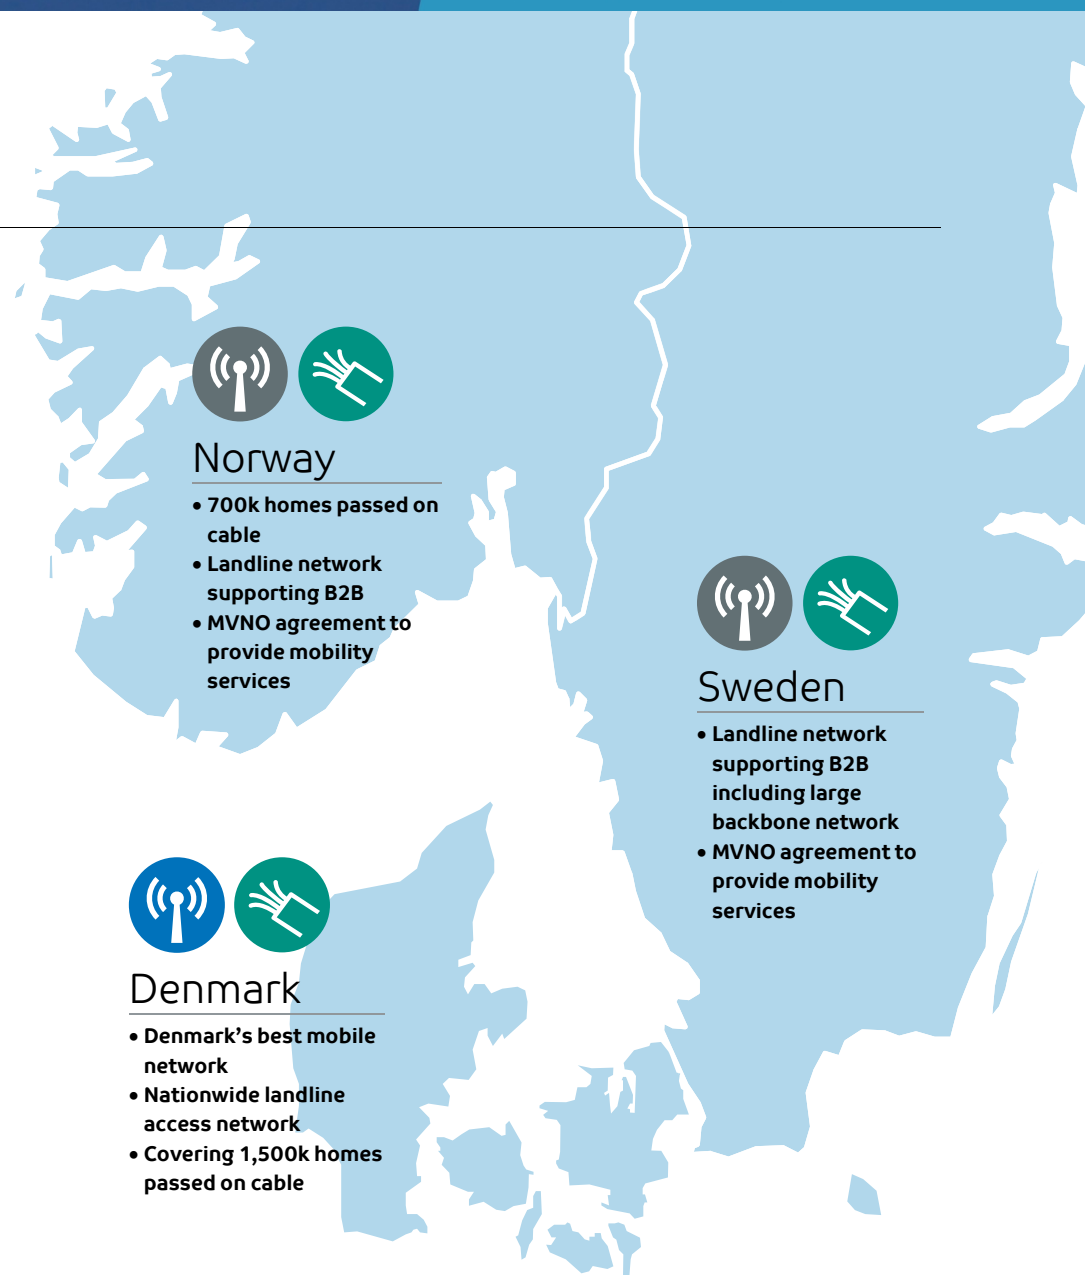 Norway
• 700k homes passed on
cable
• Landline network
supporting B2B
• MVNO agreement to
provide mobility
services
Sweden
• Landline network
supporting B2B
including large
backbone network
• MVNO agreement to
provide mobility
services
Denmark
• Denmark’s best mobile
network
• Nationwide landline
access network
• Covering 1,500k homes
passed on cable